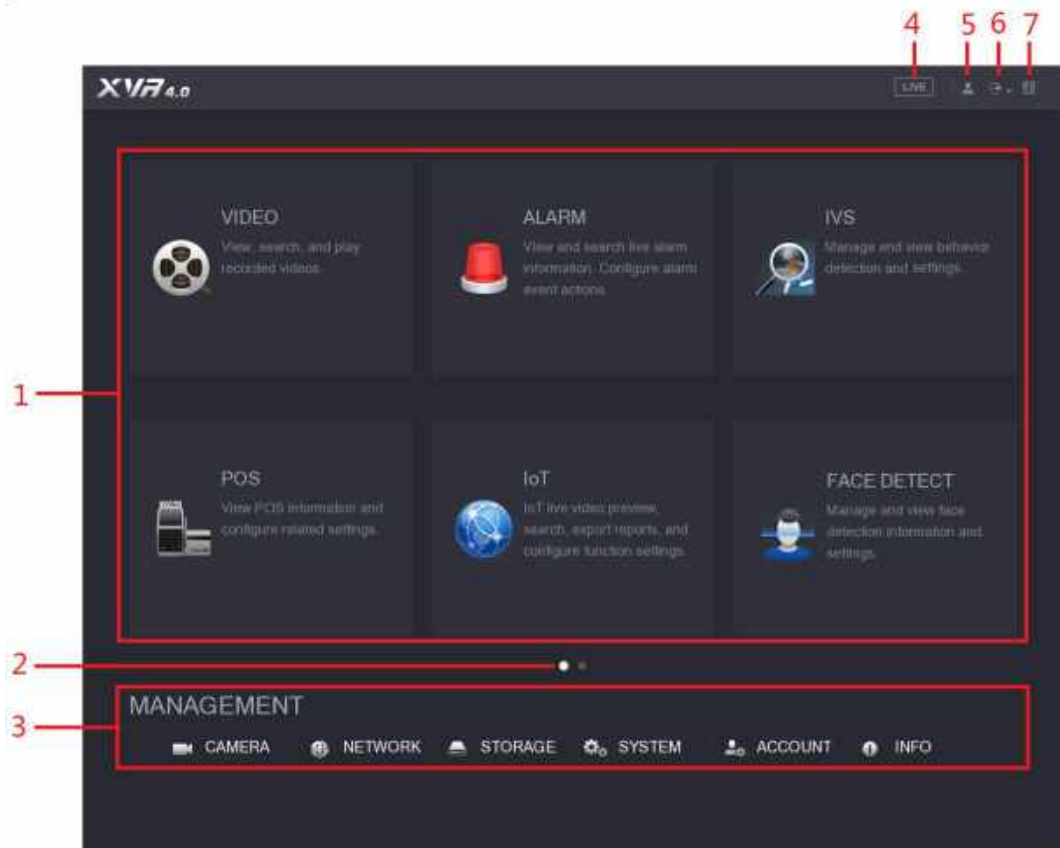 4 5 6 7
XVR 4.0
LIVE
1
VIDEO
View, search, and play
recorded videos.
ALARM
View and search live alarm
information. Configure alarm
event actions.
IVS
Manage and view behavior
detection and settings.
POS
View POS information and
configure related settings.
IoT
IoT live video preview,
search, export reports, and
configure function settings.
FACE DETECT
Manage and view face
detection information and
settings.
2
3
MANAGEMENT
CAMERA NETWORK STORAGE SYSTEM ACCOUNT INFO